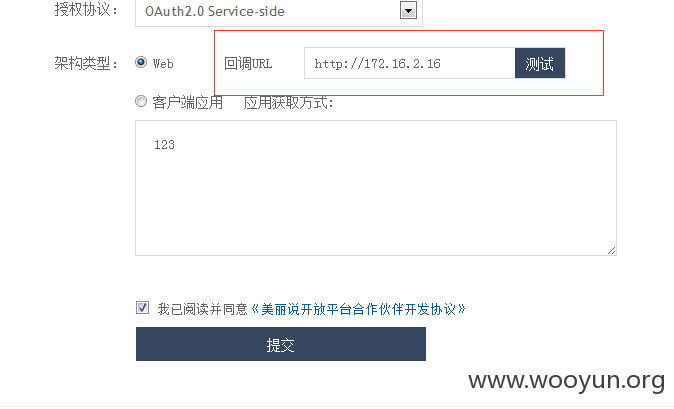 授权协议： OAuth2.0 Service-side
架构类型： Web 回调URL http://172.16.2.16 测试
客户端应用 应用获取方式：
123
我已阅读并同意《美丽说开放平台合作伙伴开发协议》
提交
www.wooyun.org